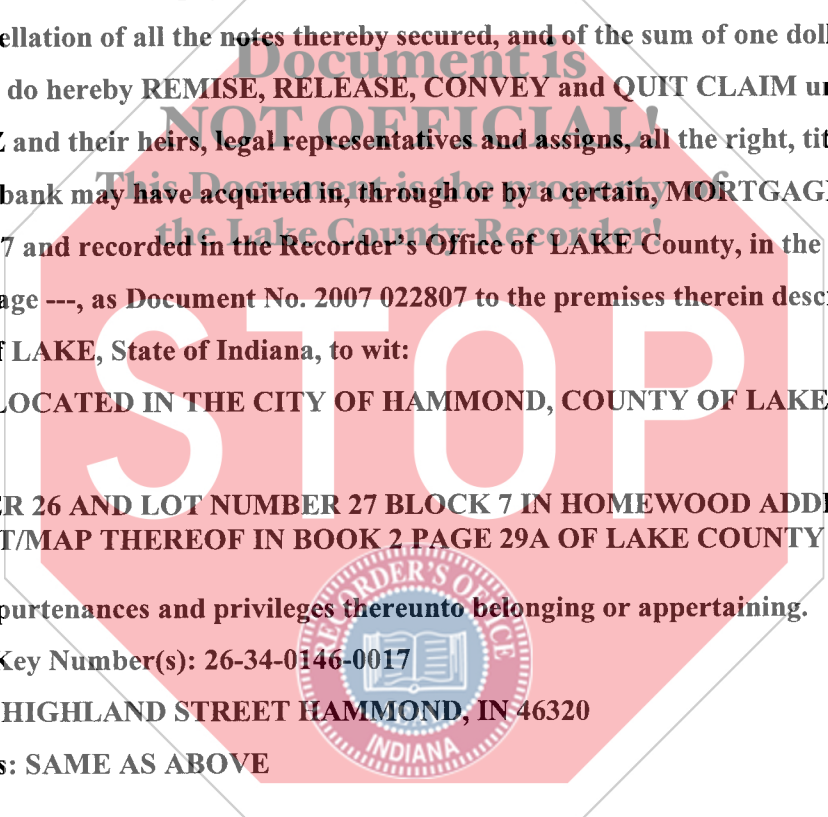 ellation of all the notes thereby secured, and of the sum of one doll
Document is
do hereby REMISE, RELEASE, CONVEY and QUIT CLAIM un
NOT OFFICIAL!
Z and their heirs, legal representatives and assigns, all the right, tit
This Document is the property of
bank may have acquired in, through or by a certain, MORTGAGE
the Lake County Recorder!
7 and recorded in the Recorder's Office of LAKE County, in the
age ---, as Document No. 2007 022807 to the premises therein descr
f LAKE, State of Indiana, to wit:
STOP
LOCATED IN THE CITY OF HAMMOND, COUNTY OF LAKE
ER 26 AND LOT NUMBER 27 BLOCK 7 IN HOMEWOOD ADDI
T/MAP THEREOF IN BOOK 2 PAGE 29A OF LAKE COUNTY
RECORDER'S OFFICE
purtenances and privileges thereunto belonging or appertaining.
Key Number(s): 26-34-0146-0017
HIGHLAND STREET HAMMOND, IN 46320
INDIANA
s: SAME AS ABOVE